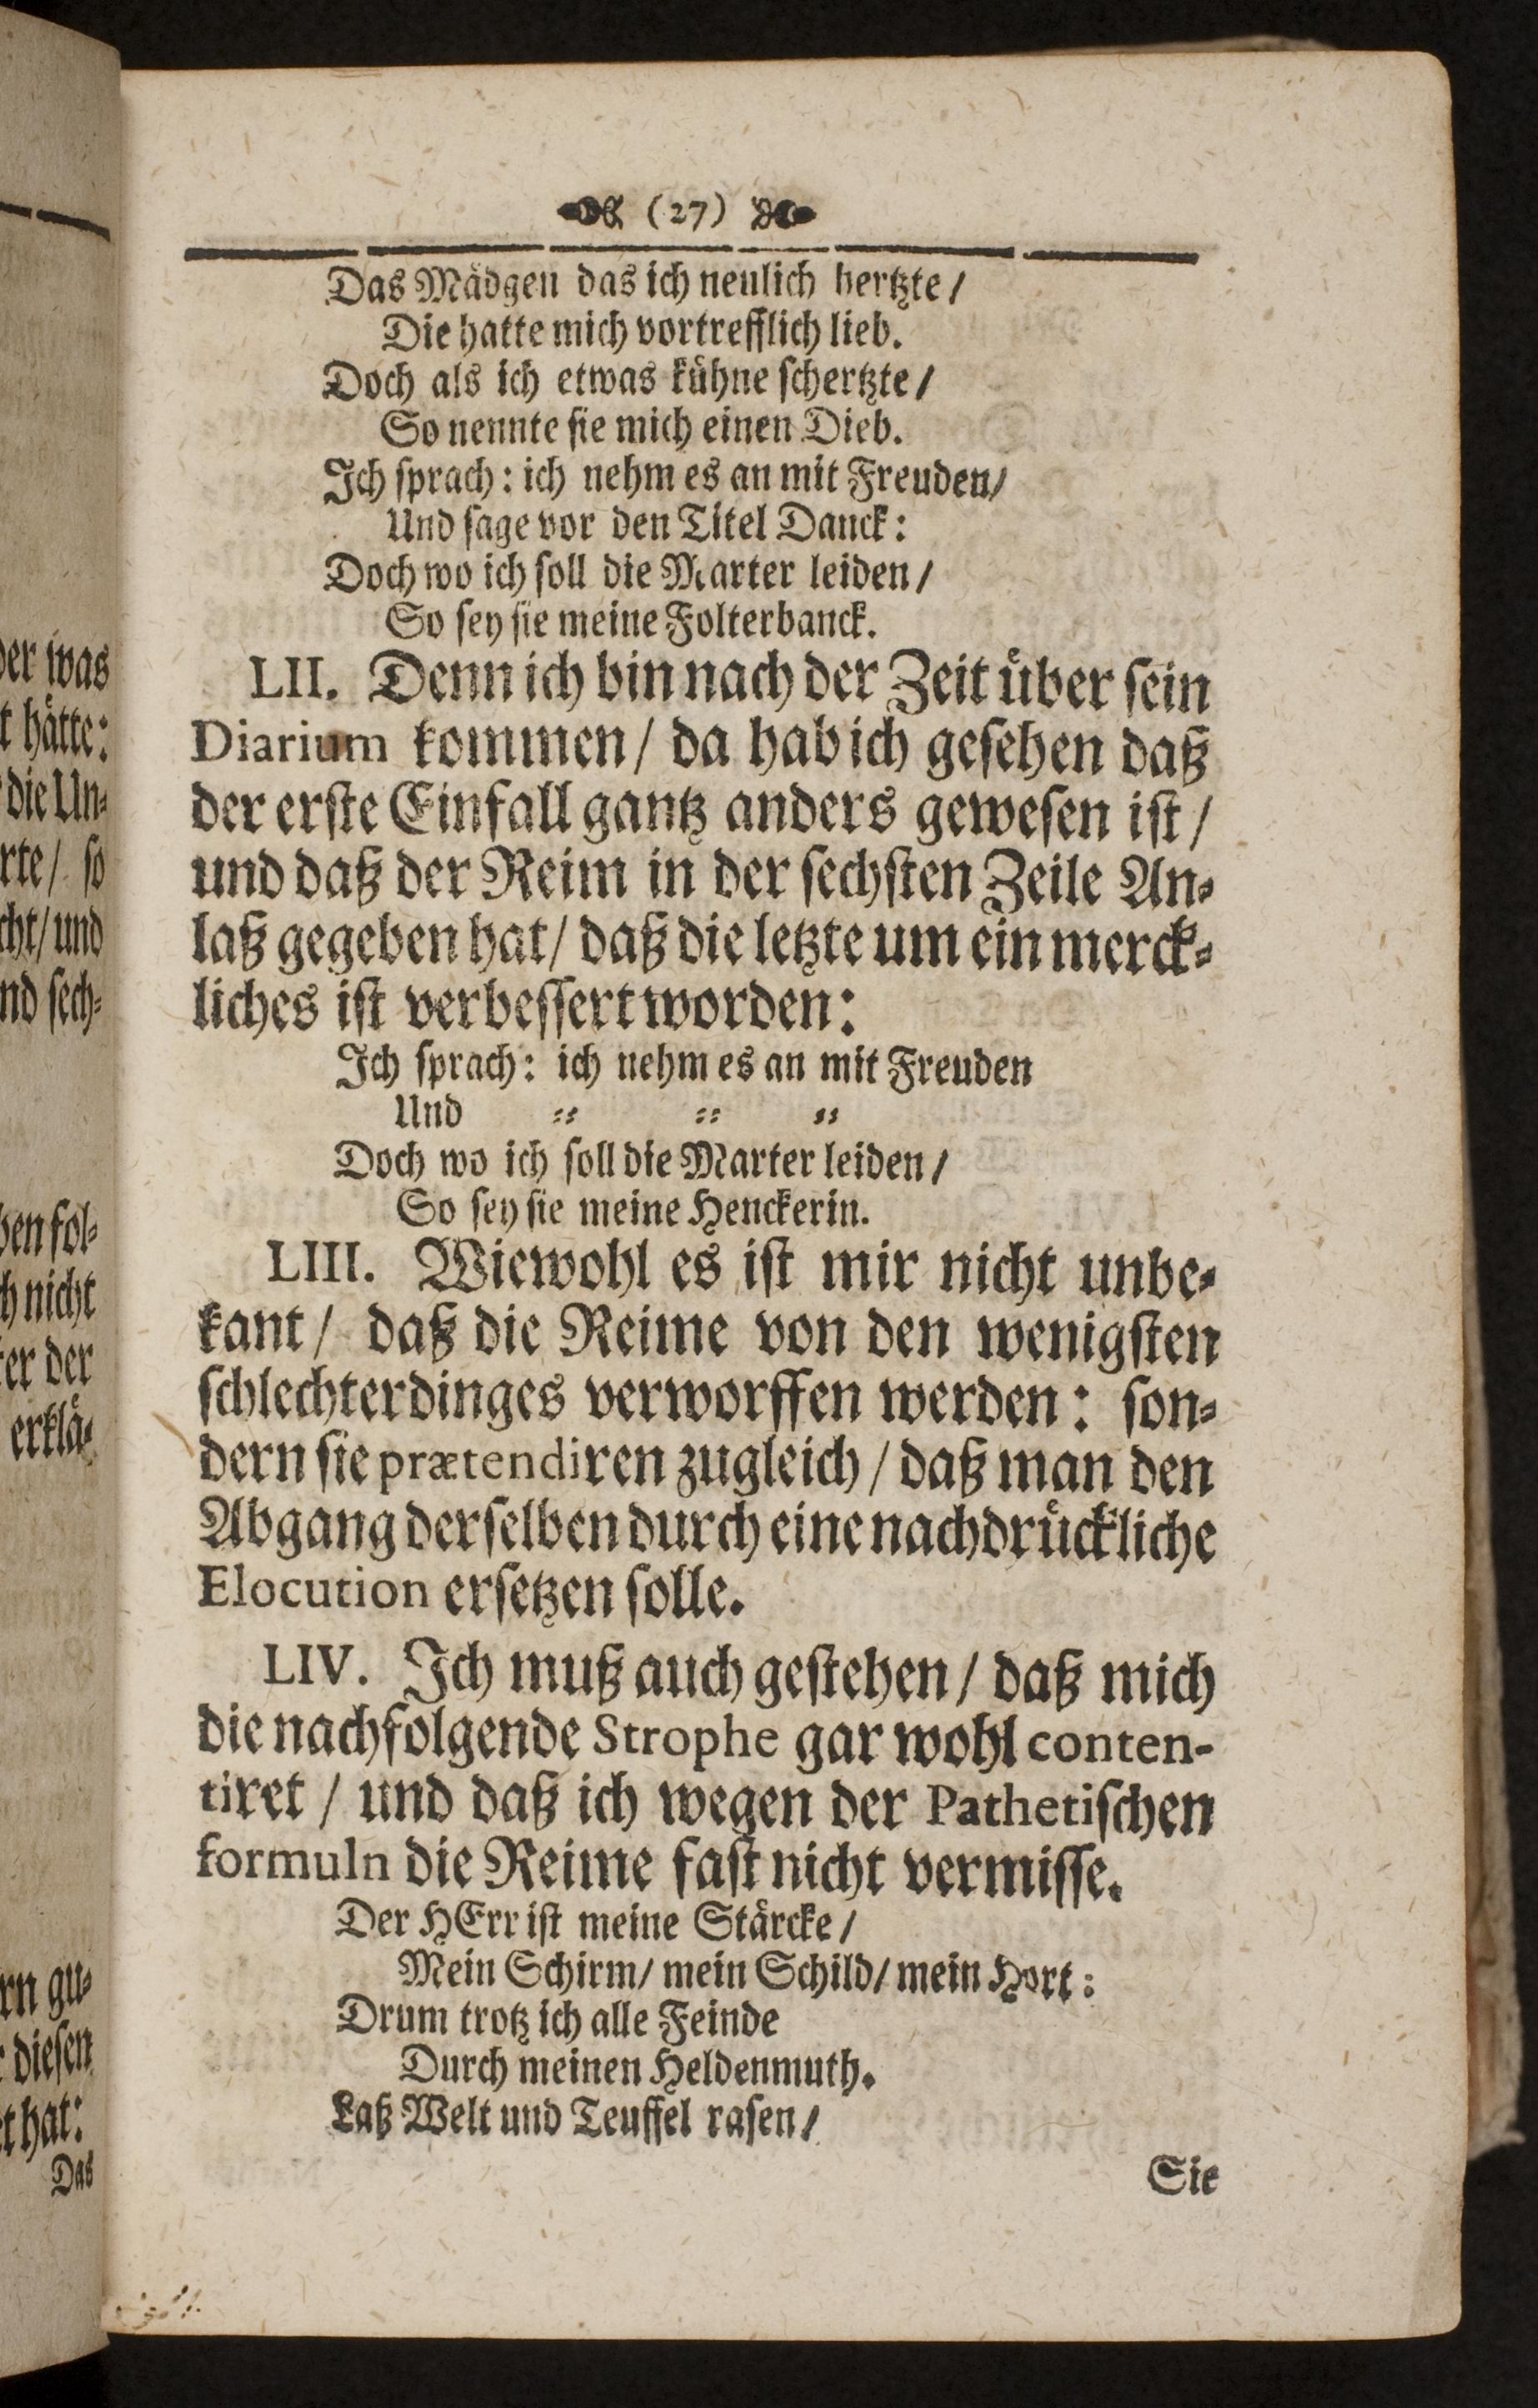 (27)
Das Mädgen das ich neulich hertzte /
Die hatte mich vortrefflich lieb.
Doch als ich etwas kühne schertzte /
So nennte sie mich einen Dieb.
Ich sprach: ich nehm es an mit Freuden /
Und sage vor den Titel Danck:
Doch wo ich soll die Marter leiden /
So sey sie meine Folterbanck.
LII. Denn ich bin nach der Zeit über sein
Diarium kommen / da hab ich gesehen daß
der erste Einfall gantz anders gewesen ist /
und daß der Reim in der sechsten Zeile An-
laß gegeben hat / daß die letzte um ein merck-
liches ist verbessert worden:
Ich sprach: ich nehm es an mit Freuden
Und = = =
Doch wo ich soll die Marter leiden /
So sey sie meine Henckerin.
LIII. Wiewohl es ist mir nicht unbe-
kant / daß die Reime von den wenigsten
schlechterdinges verworffen werden: son-
dern sie prætendiren zugleich / daß man den
Abgang derselben durch eine nachdrückliche
Elocution ersetzen solle.
LIV. Ich muß auch gestehen / daß mich
die nachfolgende Strophe gar wohl conten-
tiret / und daß ich wegen der Pathetischen
formuln die Reime fast nicht vermisse.
Der HErr ist meine Stärcke /
Mein Schirm / mein Schild / mein Hort:
Drum trotz ich alle Feinde
Durch meinen Heldenmuth.
Laß Welt und Teuffel rasen /
Sie